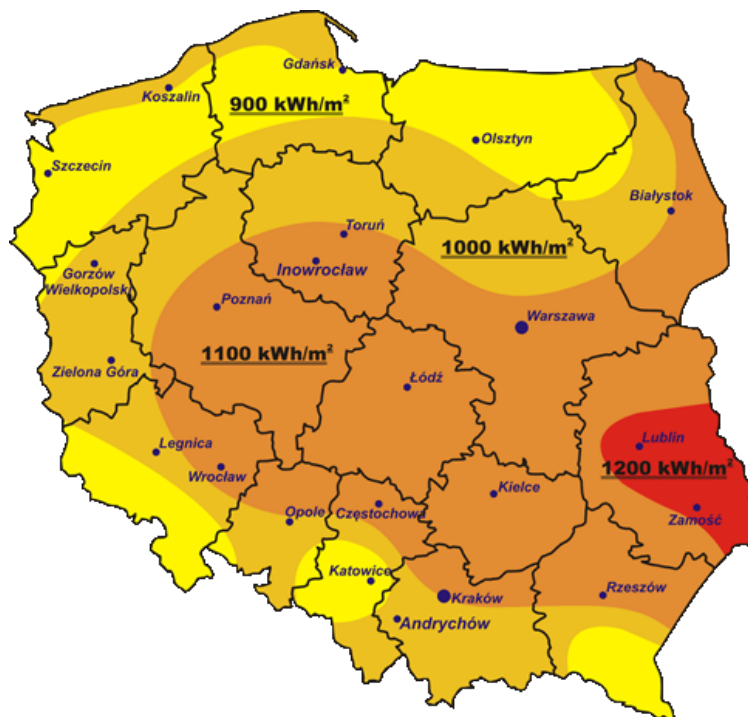 Gdańsk
Koszalin
900 kWh/m²
Olsztyn
Szczecin
Białystok
Toruń
1000 kWh/m²
Inowrocław
Gorzów
Wielkopolski
Poznań
Warszawa
1100 kWh/m²
Zielona Góra
Łódź
Legnica
Lublin
Wrocław
1200 kWh/m²
Kielce
Opole
Częstochowa
Zamość
Katowice
Kraków
Rzeszów
Andrychów